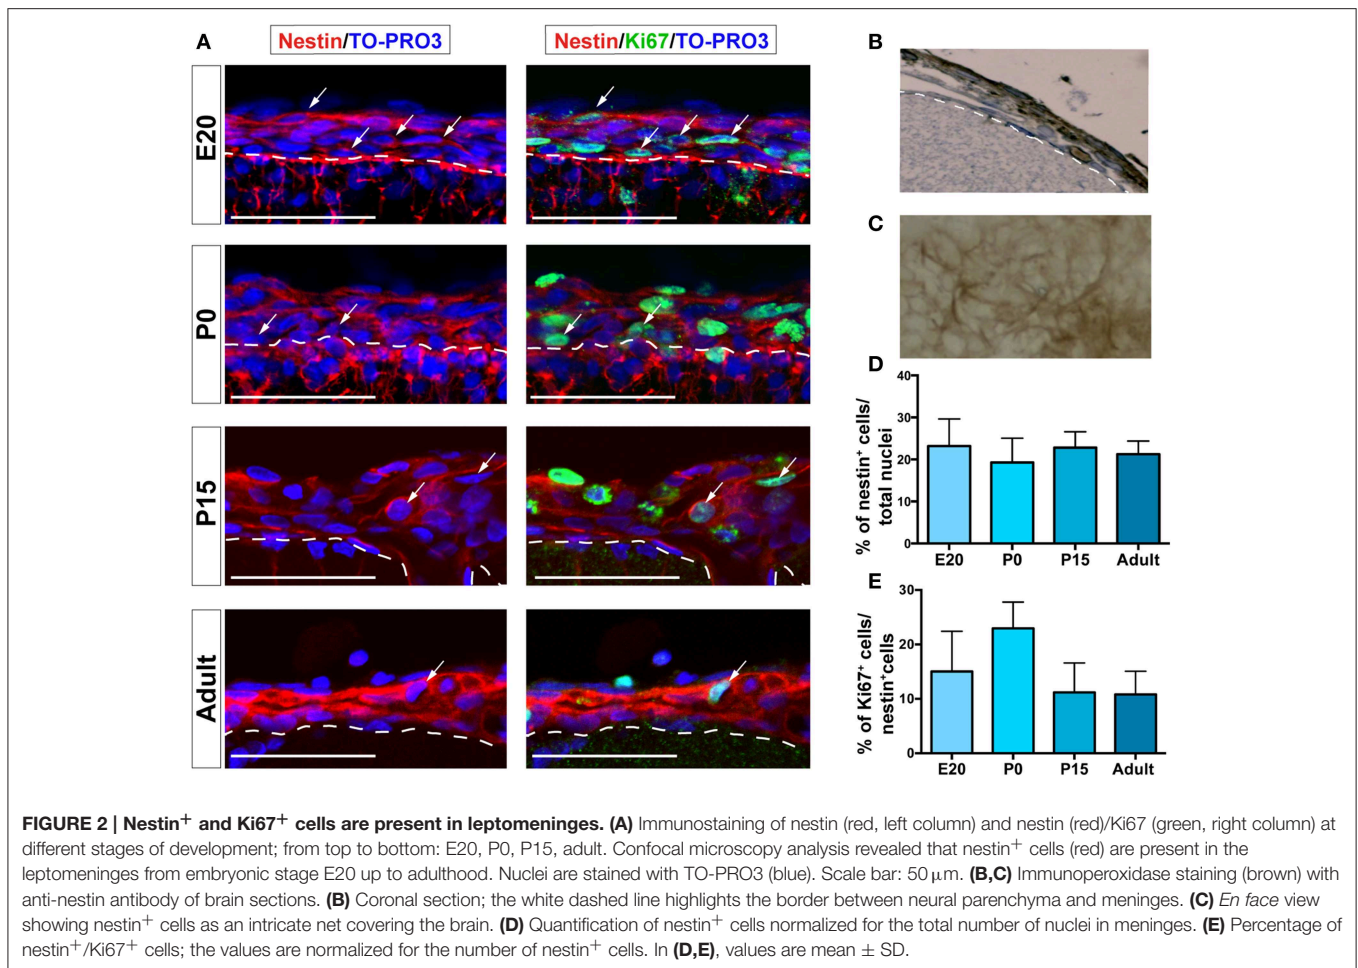 A
Nestin/TO-PRO3
Nestin/Ki67/TO-PRO3
E20
P0
P15
Adult
B
C
D
% of nestin⁺ cells/
total nuclei
40
30
20
10
0
E20 P0 P15 Adult
E
% of Ki67⁺ cells/
nestin⁺cells
30
20
10
0
E20 P0 P15 Adult
FIGURE 2 | Nestin⁺ and Ki67⁺ cells are present in leptomeninges. (A) Immunostaining of nestin (red, left column) and nestin (red)/Ki67 (green, right column) at
different stages of development; from top to bottom: E20, P0, P15, adult. Confocal microscopy analysis revealed that nestin⁺ cells (red) are present in the
leptomeninges from embryonic stage E20 up to adulthood. Nuclei are stained with TO-PRO3 (blue). Scale bar: 50 μm. (B,C) Immunoperoxidase staining (brown) with
anti-nestin antibody of brain sections. (B) Coronal section; the white dashed line highlights the border between neural parenchyma and meninges. (C) En face view
showing nestin⁺ cells as an intricate net covering the brain. (D) Quantification of nestin⁺ cells normalized for the total number of nuclei in meninges. (E) Percentage of
nestin⁺/Ki67⁺ cells; the values are normalized for the number of nestin⁺ cells. In (D,E), values are mean ± SD.